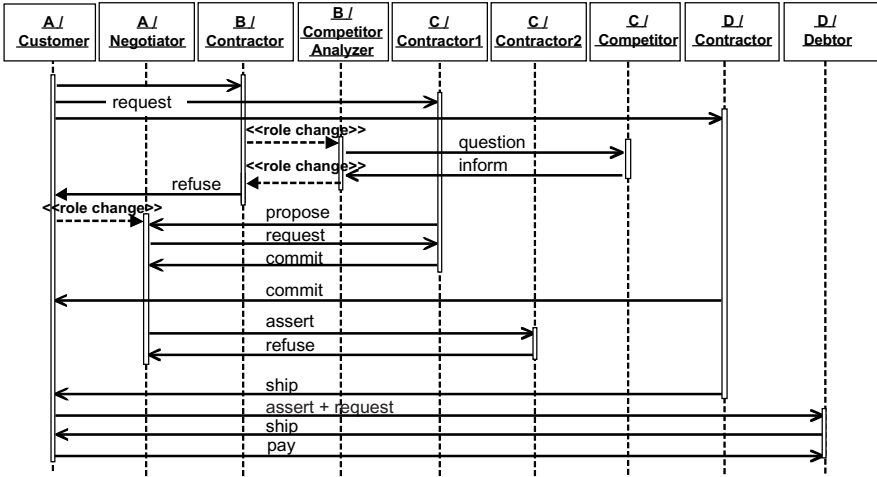 A /
Customer
A /
Negotiator
B /
Contractor
B /
Competitor
Analyzer
C /
Contractor1
C /
Contractor2
C /
Competitor
D /
Contractor
D /
Debtor
request
<<role change>>
question
<<role change>>
inform
refuse
<<role change>>
propose
request
commit
commit
assert
refuse
ship
assert + request
ship
pay